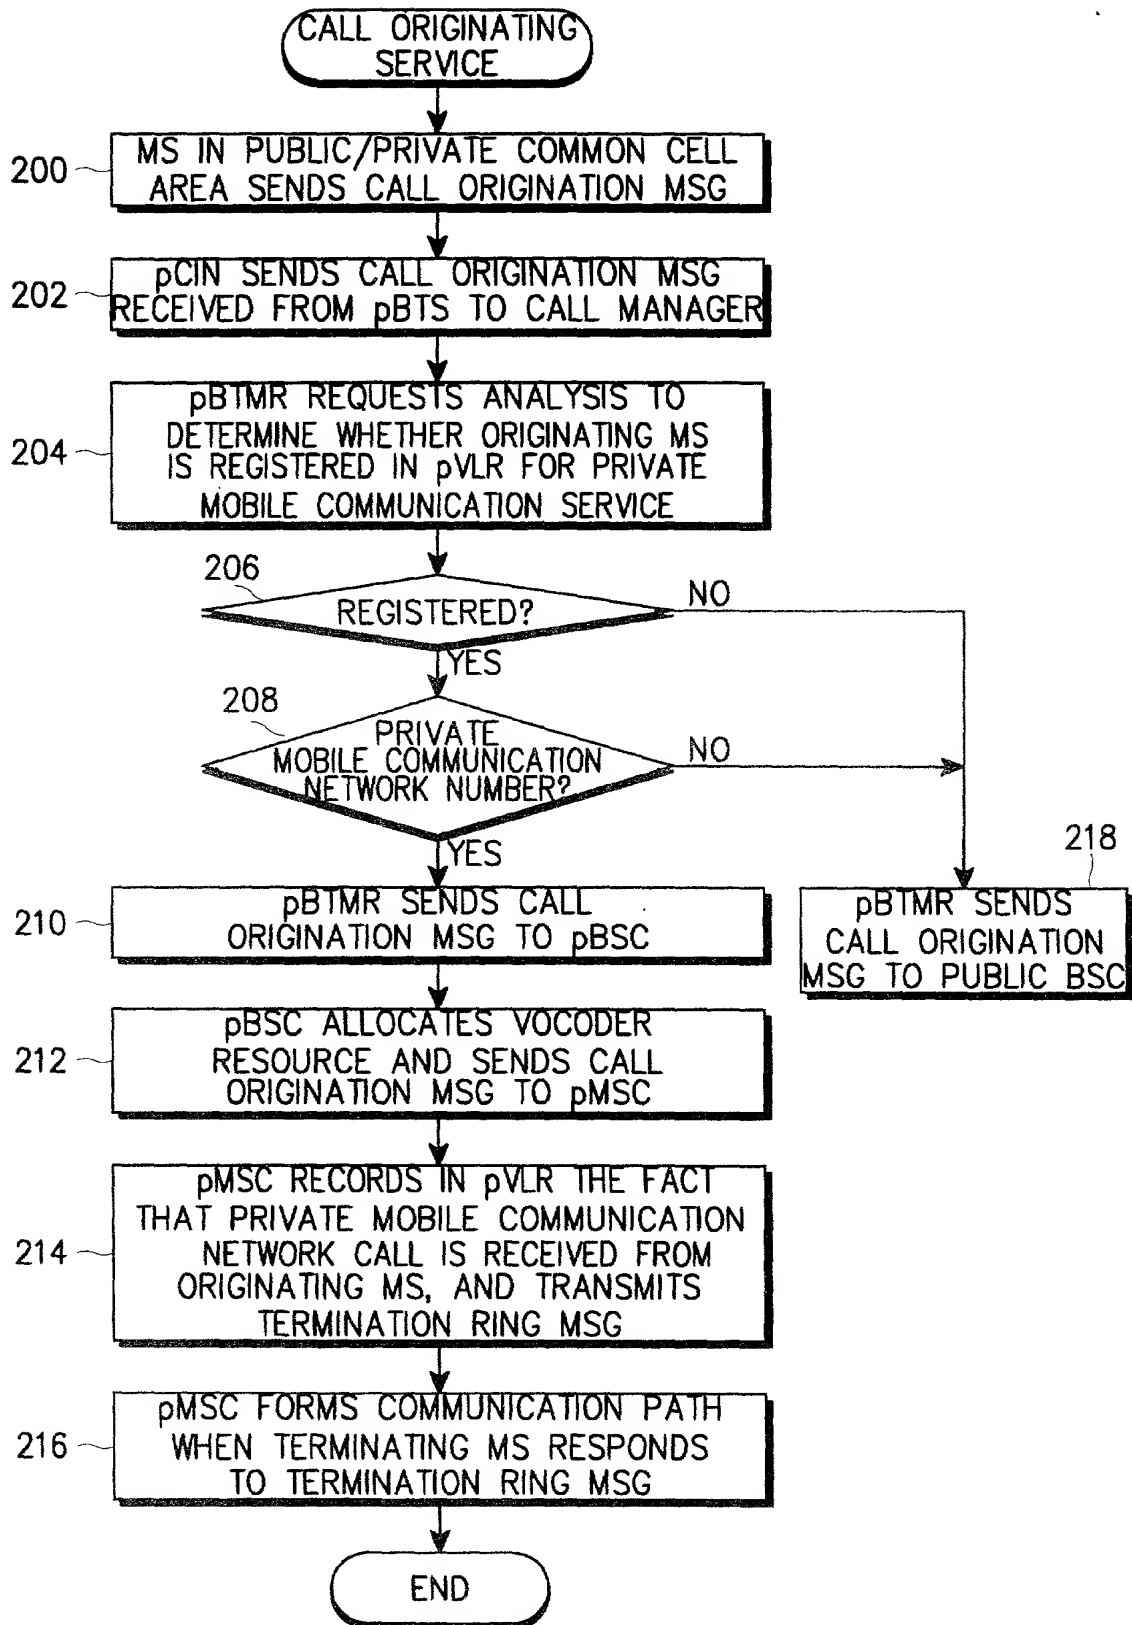 CALL ORIGINATING
SERVICE
200
MS IN PUBLIC/PRIVATE COMMON CELL
AREA SENDS CALL ORIGINATION MSG
202
pCIN SENDS CALL ORIGINATION MSG
RECEIVED FROM pBTS TO CALL MANAGER
204
pBTMR REQUESTS ANALYSIS TO
DETERMINE WHETHER ORIGINATING MS
IS REGISTERED IN pVLR FOR PRIVATE
MOBILE COMMUNICATION SERVICE
206
REGISTERED?
NO
YES
208
PRIVATE
MOBILE COMMUNICATION
NETWORK NUMBER?
NO
YES
210
pBTMR SENDS CALL
ORIGINATION MSG TO pBSC
218
pBTMR SENDS
CALL ORIGINATION
MSG TO PUBLIC BSC
212
pBSC ALLOCATES VOCODER
RESOURCE AND SENDS CALL
ORIGINATION MSG TO pMSC
214
pMSC RECORDS IN pVLR THE FACT
THAT PRIVATE MOBILE COMMUNICATION
NETWORK CALL IS RECEIVED FROM
ORIGINATING MS, AND TRANSMITS
TERMINATION RING MSG
216
pMSC FORMS COMMUNICATION PATH
WHEN TERMINATING MS RESPONDS
TO TERMINATION RING MSG
END